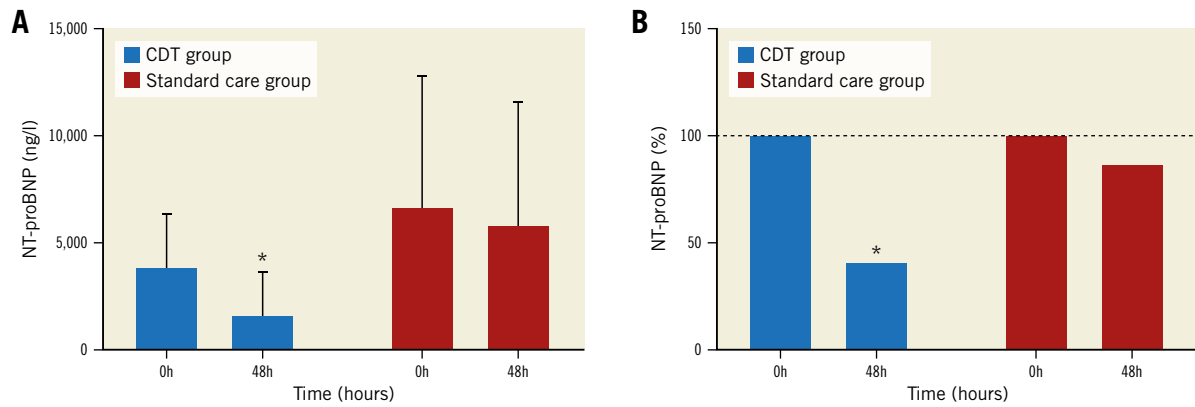 A
15,000
10,000
5,000
0
NT-proBNP (ng/l)
CDT group
Standard care group
*
0h
48h
0h
48h
Time (hours)
B
150
100
50
0
NT-proBNP (%)
CDT group
Standard care group
*
0h
48h
0h
48h
Time (hours)